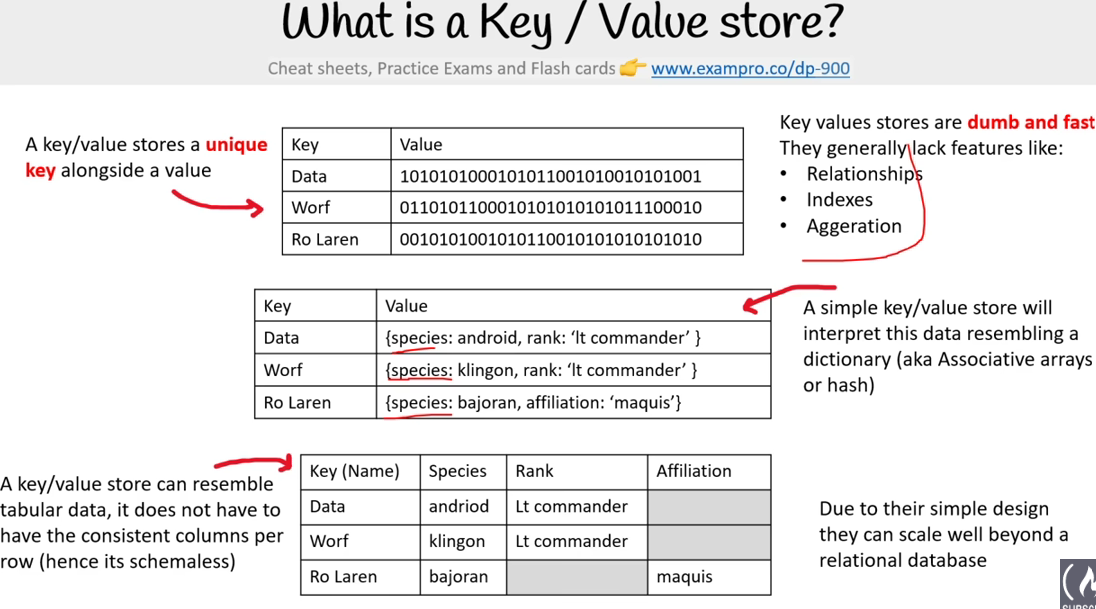 What is a Key / Value store?
Cheat sheets, Practice Exams and Flash cards 👉 www.exampro.co/dp-900
A key/value stores a unique
key alongside a value
Key Value
Data 10101010001010110010100101010​01
Worf 01101011000101010101010111​00010
Ro Laren 0010101001010110010101010101010
Key values stores are dumb and fast
They generally lack features like:
• Relationships
• Indexes
• Aggeration
Key Value
Data {species: android, rank: ‘lt commander’ }
Worf {species: klingon, rank: ‘lt commander’ }
Ro Laren {species: bajoran, affiliation: ‘maquis’}
A simple key/value store will
interpret this data resembling a
dictionary (aka Associative arrays
or hash)
A key/value store can resemble
tabular data, it does not have to
have the consistent columns per
row (hence its schemaless)
Key (Name) Species Rank Affiliation
Data andriod Lt commander
Worf klingon Lt commander
Ro Laren bajoran maquis
Due to their simple design
they can scale well beyond a
relational database